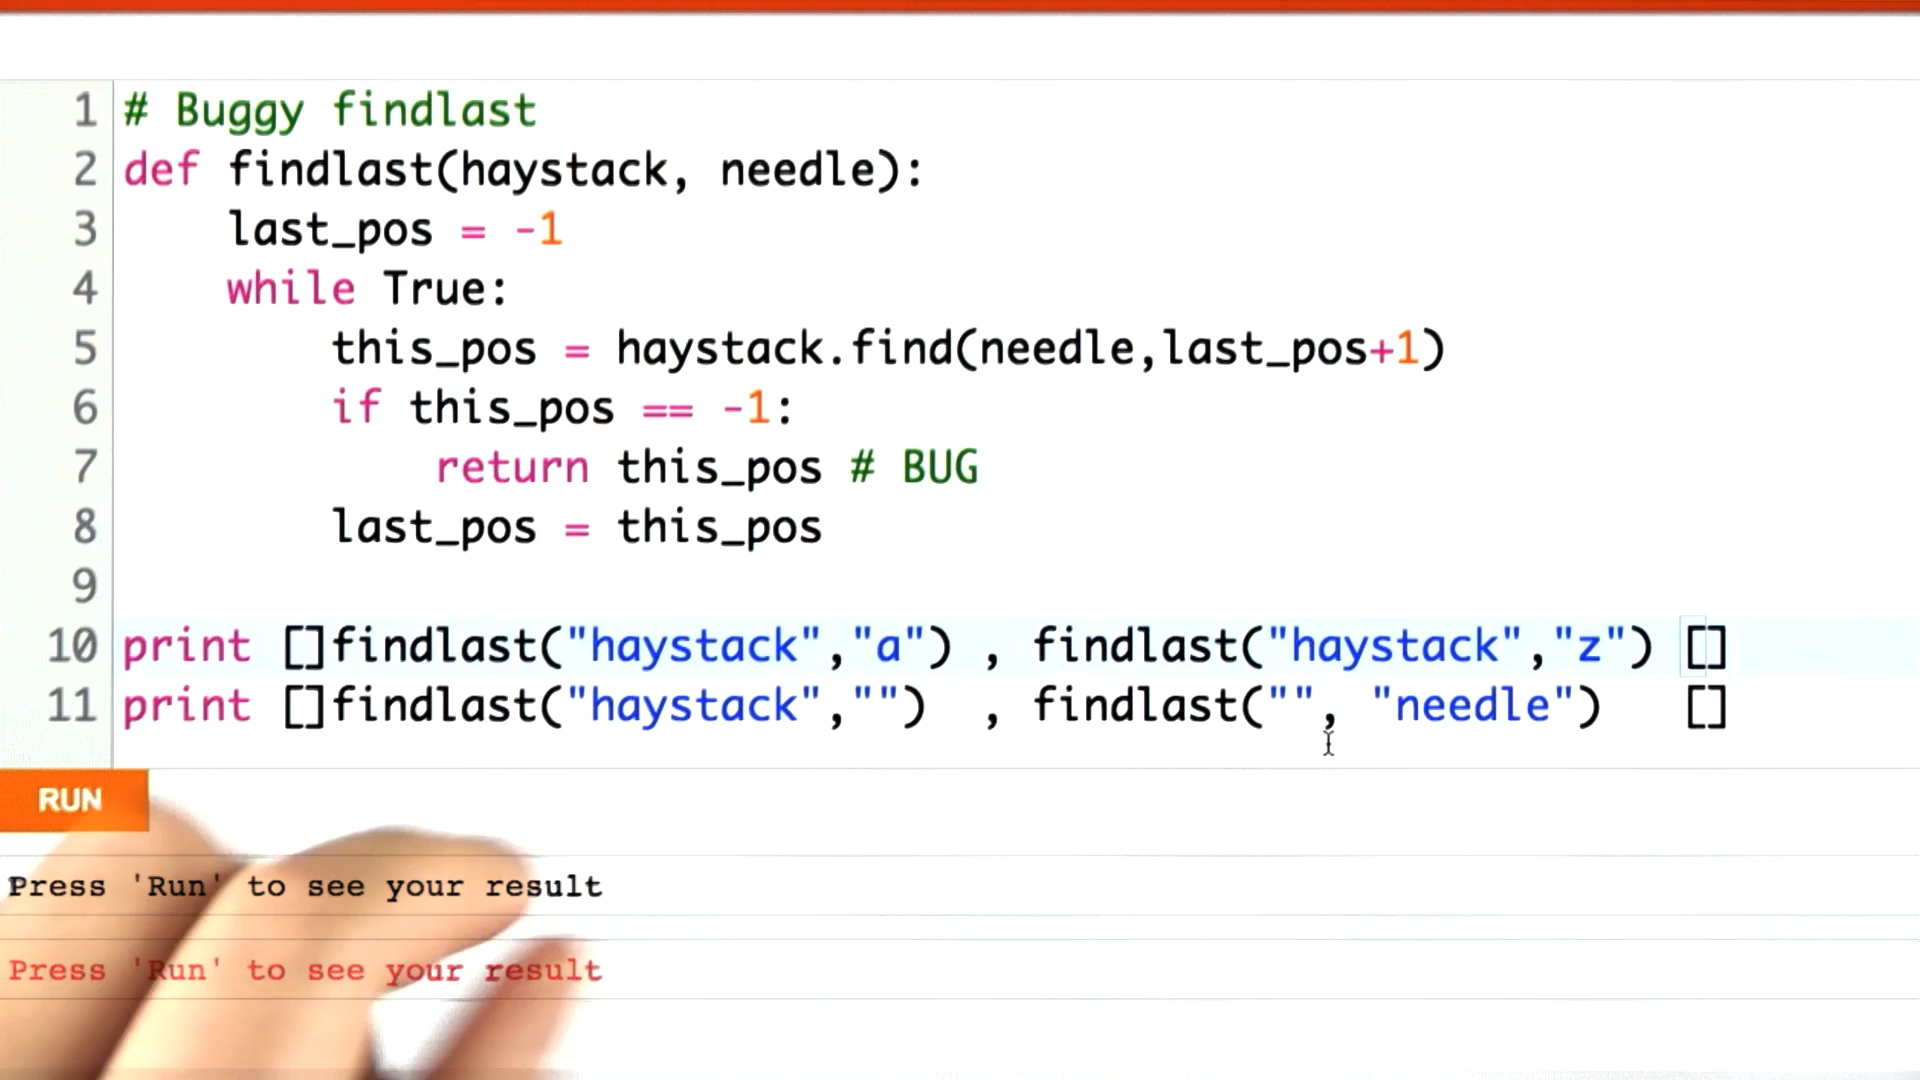 1 # Buggy findlast
2 def findlast(haystack, needle):
3 last_pos = -1
4 while True:
5 this_pos = haystack.find(needle,last_pos+1)
6 if this_pos == -1:
7 return this_pos # BUG
8 last_pos = this_pos
9
10 print []findlast("haystack","a") , findlast("haystack","z") []
11 print []findlast("haystack","") , findlast("", "needle") []
RUN
Press 'Run' to see your result
Press 'Run' to see your result